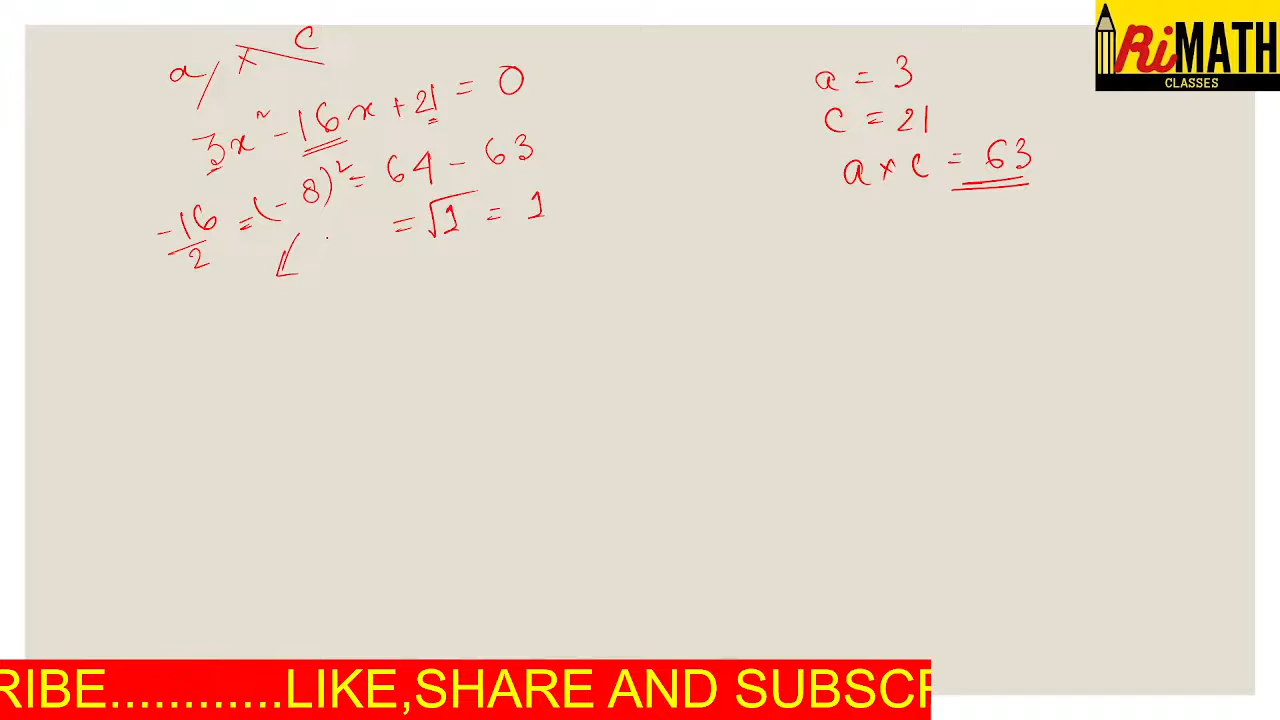 a × c
3x² - 16x + 21 = 0
-16/2 = (-8)² = 64 - 63
= √1 = 1
a = 3
c = 21
a × c = 63
RiMATH
CLASSES
RIBE............LIKE,SHARE AND SUBSCR